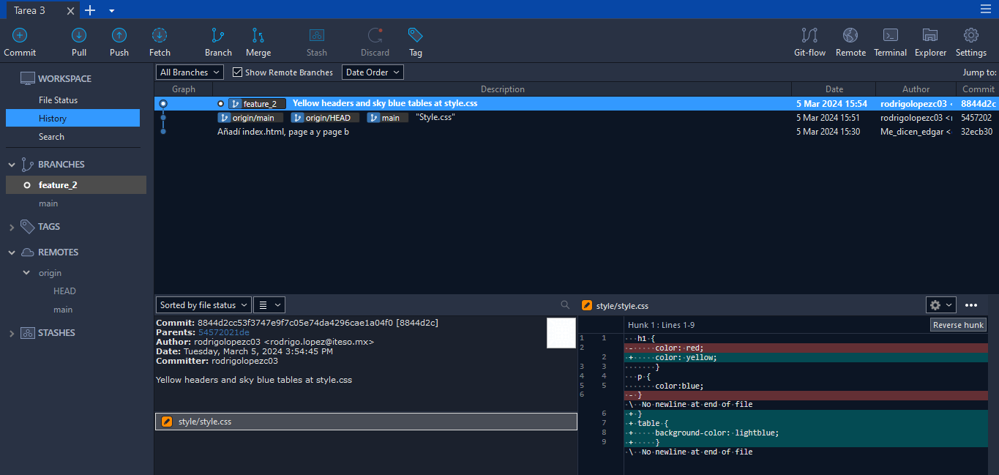 Tarea 3
Commit Pull Push Fetch Branch Merge Stash Discard Tag Git-flow Remote Terminal Explorer Settings
WORKSPACE
File Status
History
Search
BRANCHES
feature_2
main
TAGS
REMOTES
origin
HEAD
main
STASHES
All Branches Show Remote Branches Date Order Jump to:
Graph Description Date Author Commit
feature_2 Yellow headers and sky blue tables at style.css 5 Mar 2024 15:54 rodrigolopezc03 < 8844d2c
origin/main origin/HEAD main "Style.css" 5 Mar 2024 15:51 rodrigolopezc03 <r 5457202
Añadí index.html, page a y page b 5 Mar 2024 15:30 Me_dicen_edgar < 32ecb30
Sorted by file status
Commit: 8844d2cc53f3747e9f7c05e74da4296cae1a04f0 [8844d2c]
Parents: 54572021de
Author: rodrigolopezc03 <rodrigo.lopez@iteso.mx>
Date: Tuesday, March 5, 2024 3:54:45 PM
Committer: rodrigolopezc03
Yellow headers and sky blue tables at style.css
style/style.css
style/style.css
Hunk 1 : Lines 1-9 Reverse hunk
1 1 h1 {
2 - color: red;
2 + color: yellow;
3 3 }
4 4 p {
5 5 color:blue;
6 - }
\ No newline at end of file
6 + }
7 + table {
8 + background-color: lightblue;
9 + }
\ No newline at end of file